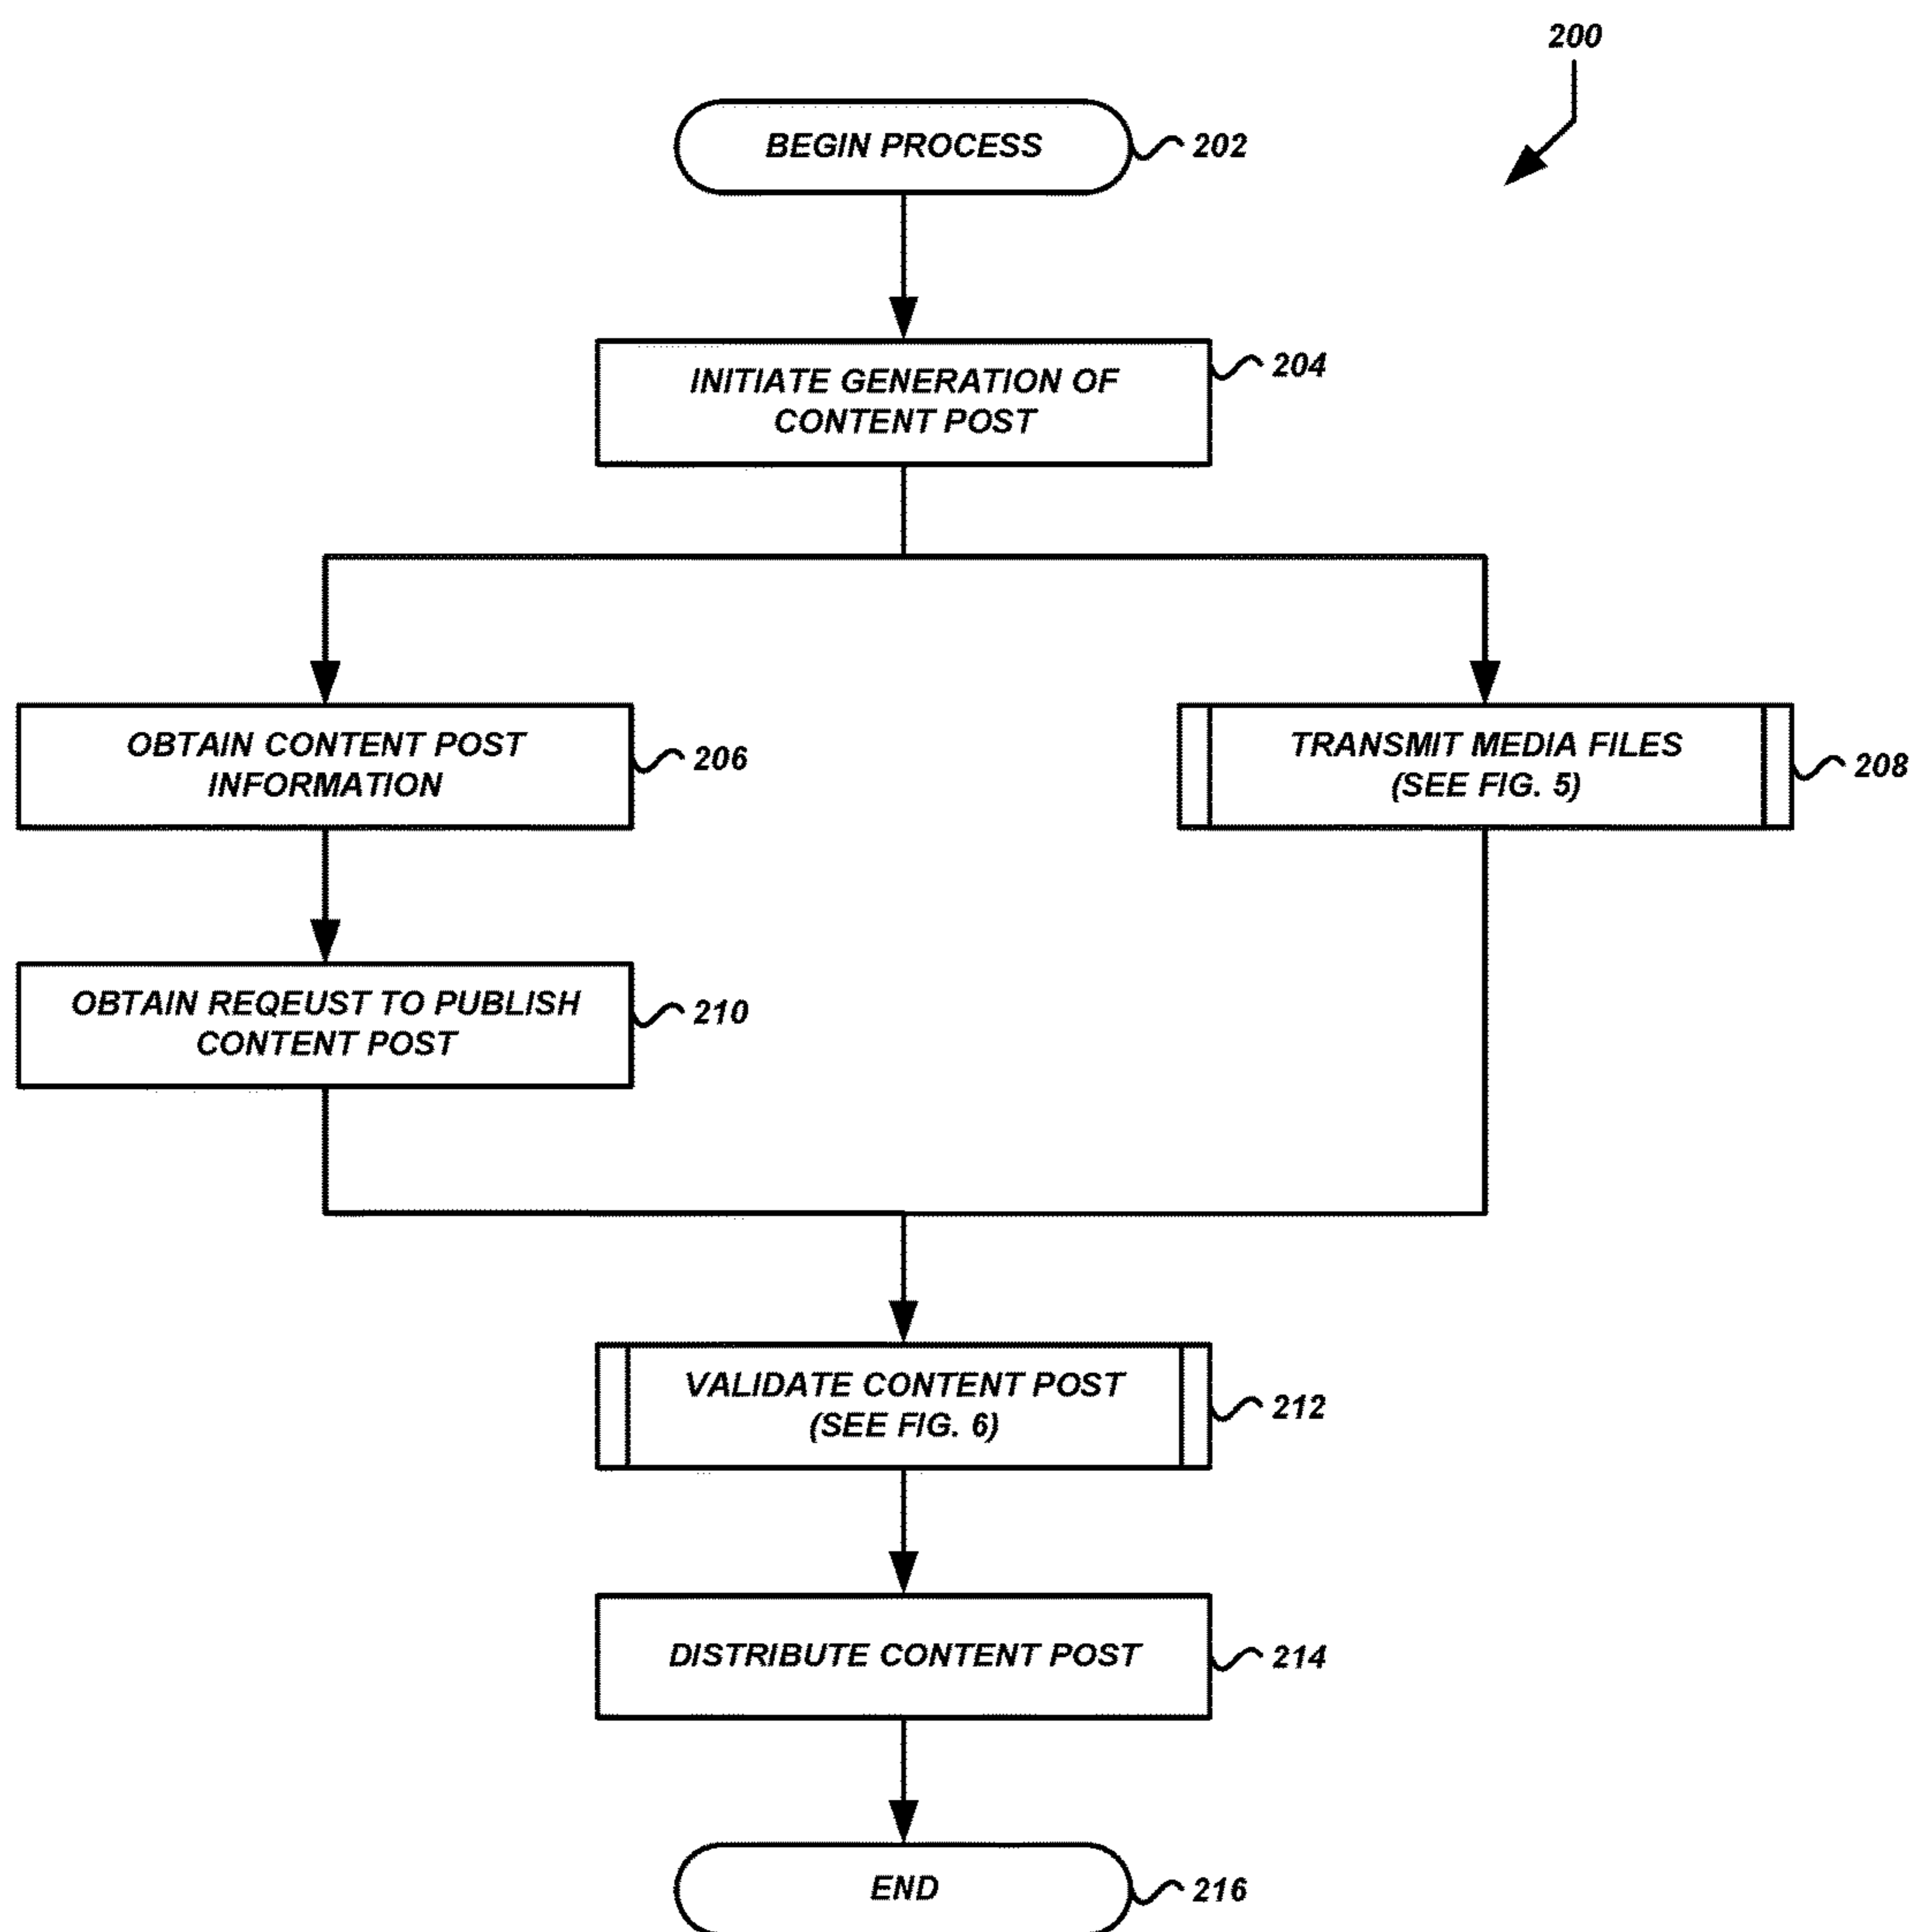 200
BEGIN PROCESS
202
INITIATE GENERATION OF
CONTENT POST
204
OBTAIN CONTENT POST
INFORMATION
206
TRANSMIT MEDIA FILES
(SEE FIG. 5)
208
OBTAIN REQEUST TO PUBLISH
CONTENT POST
210
VALIDATE CONTENT POST
(SEE FIG. 6)
212
DISTRIBUTE CONTENT POST
214
END
216